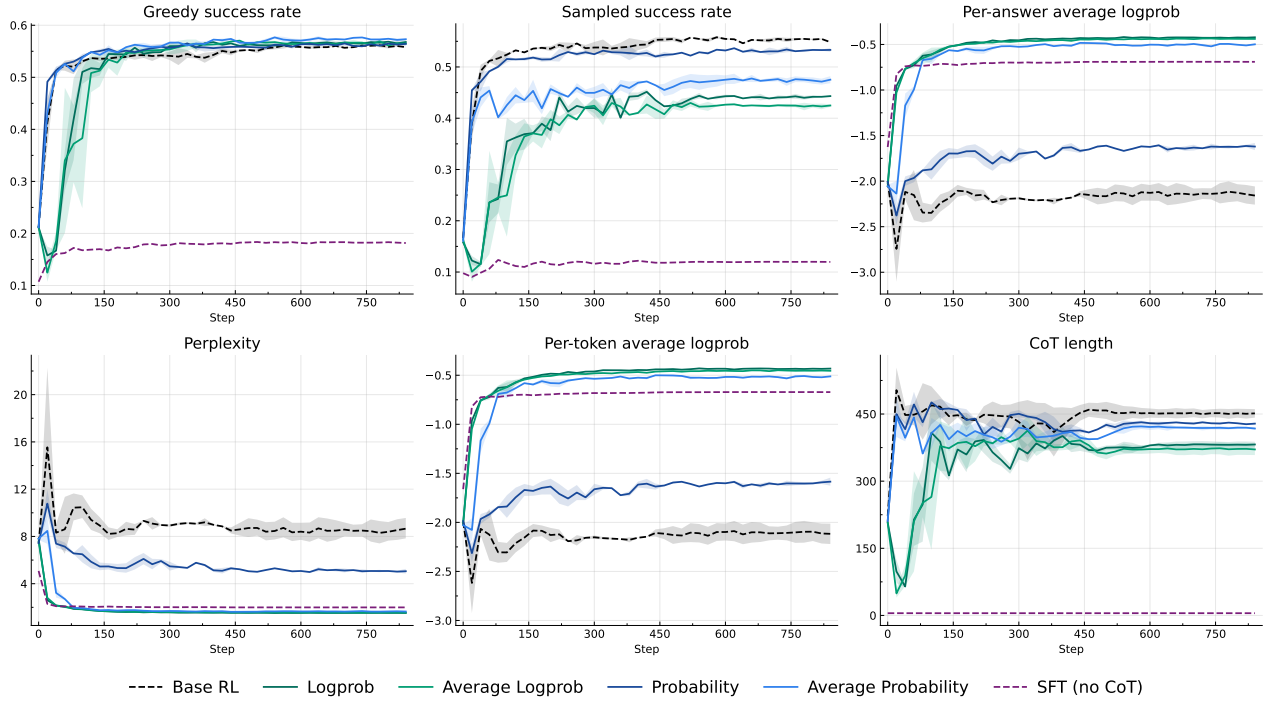 Greedy success rate
0.6
0.5
0.4
0.3
0.2
0.1
0 150 300 450 600 750
Step
Sampled success rate
0.5
0.4
0.3
0.2
0.1
0 150 300 450 600 750
Step
Per-answer average logprob
−0.5
−1.0
−1.5
−2.0
−2.5
−3.0
0 150 300 450 600 750
Step
Perplexity
20
16
12
8
4
0 150 300 450 600 750
Step
Per-token average logprob
−0.5
−1.0
−1.5
−2.0
−2.5
−3.0
0 150 300 450 600 750
Step
CoT length
450
300
150
0
0 150 300 450 600 750
Step
Base RL Logprob Average Logprob Probability Average Probability SFT (no CoT)